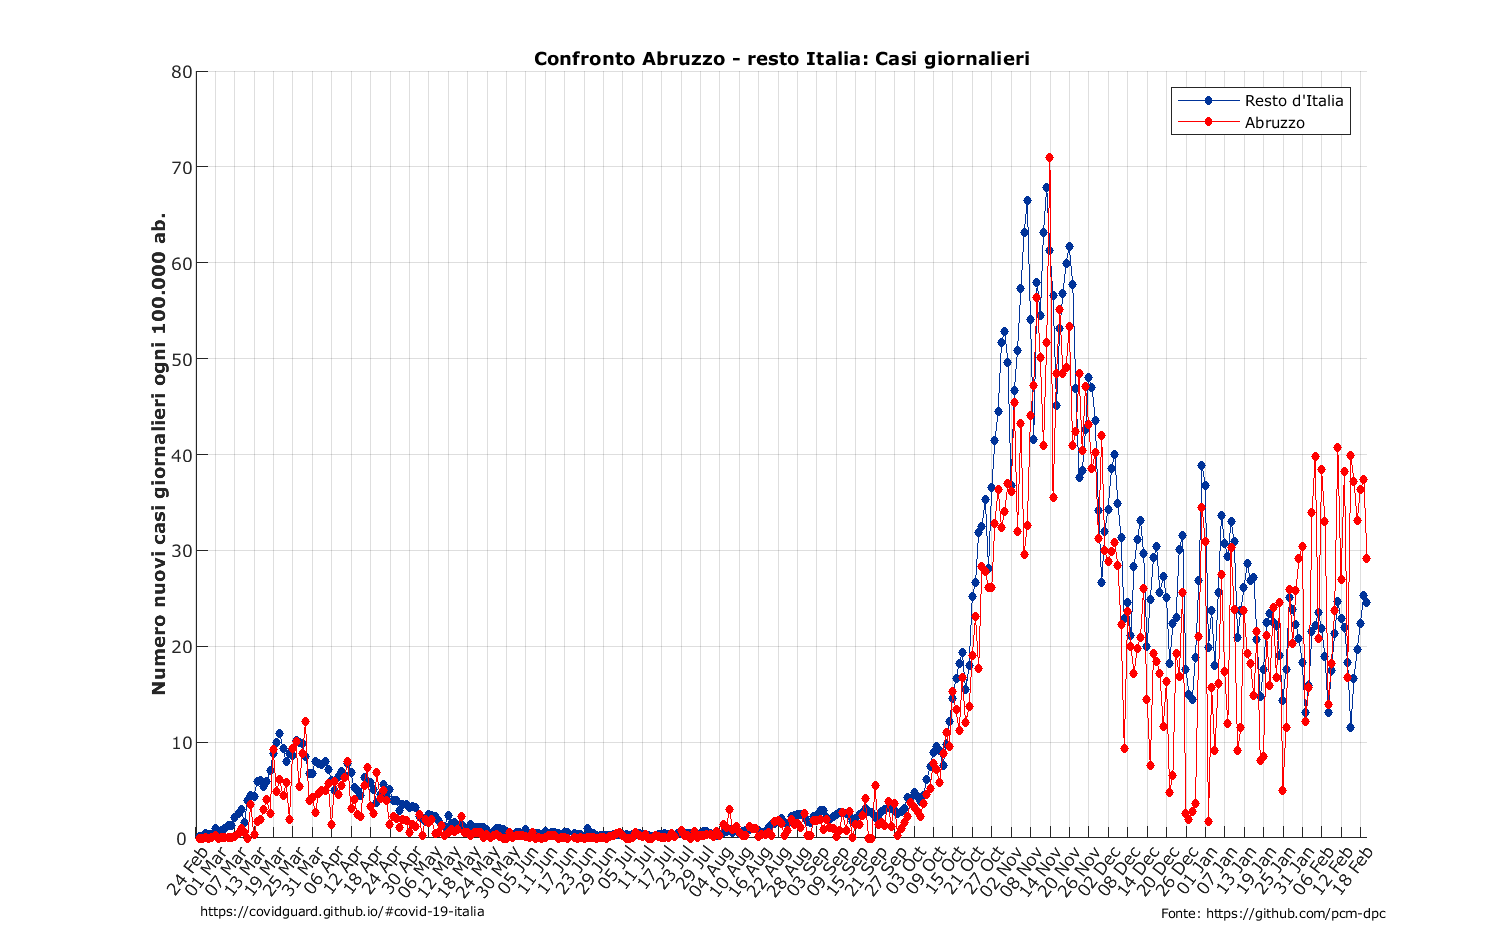 Confronto Abruzzo - resto Italia: Casi giornalieri
Resto d'Italia
Abruzzo
Numero nuovi casi giornalieri ogni 100.000 ab.
80
70
60
50
40
30
20
10
0
24 Feb
01 Mar
07 Mar
13 Mar
19 Mar
25 Mar
31 Mar
06 Apr
12 Apr
18 Apr
24 Apr
30 Apr
06 May
12 May
18 May
24 May
30 May
05 Jun
11 Jun
17 Jun
23 Jun
29 Jun
05 Jul
11 Jul
17 Jul
23 Jul
29 Jul
04 Aug
10 Aug
16 Aug
22 Aug
28 Aug
03 Sep
09 Sep
15 Sep
21 Sep
27 Sep
03 Oct
09 Oct
15 Oct
21 Oct
27 Oct
02 Nov
08 Nov
14 Nov
20 Nov
26 Nov
02 Dec
08 Dec
14 Dec
20 Dec
26 Dec
01 Jan
07 Jan
13 Jan
19 Jan
25 Jan
31 Jan
06 Feb
12 Feb
18 Feb
https://covidguard.github.io/#covid-19-italia
Fonte: https://github.com/pcm-dpc